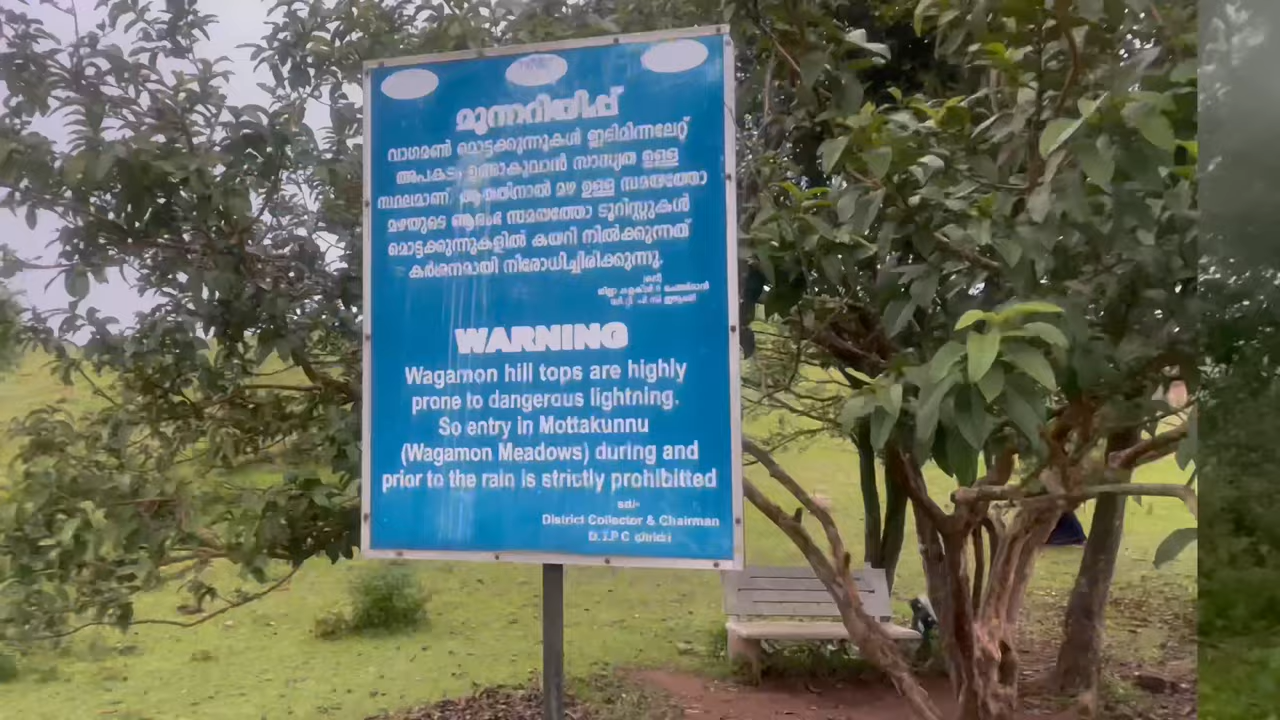 മുന്നറിയിപ്പ്
വാഗമൺ മൊട്ടക്കുന്നുകൾ ഇടിമിന്നലേറ്റ്
അപകടം ഉണ്ടാകുവാൻ സാദ്ധ്യത ഉള്ള
സ്ഥലമാണ്. ആയതിനാൽ മഴ ഉള്ള സമയത്തോ
മഴയുടെ ആരംഭ സമയത്തോ ടൂറിസ്റ്റുകൾ
മൊട്ടക്കുന്നുകളിൽ കയറി നിൽക്കുന്നത്
കർശനമായി നിരോധിച്ചിരിക്കുന്നു.
WARNING
Wagamon hill tops are highly
prone to dangerous lightning.
So entry in Mottakunnu
(Wagamon Meadows) during and
prior to the rain is strictly prohibitted
sd/-
District Collector & Chairman